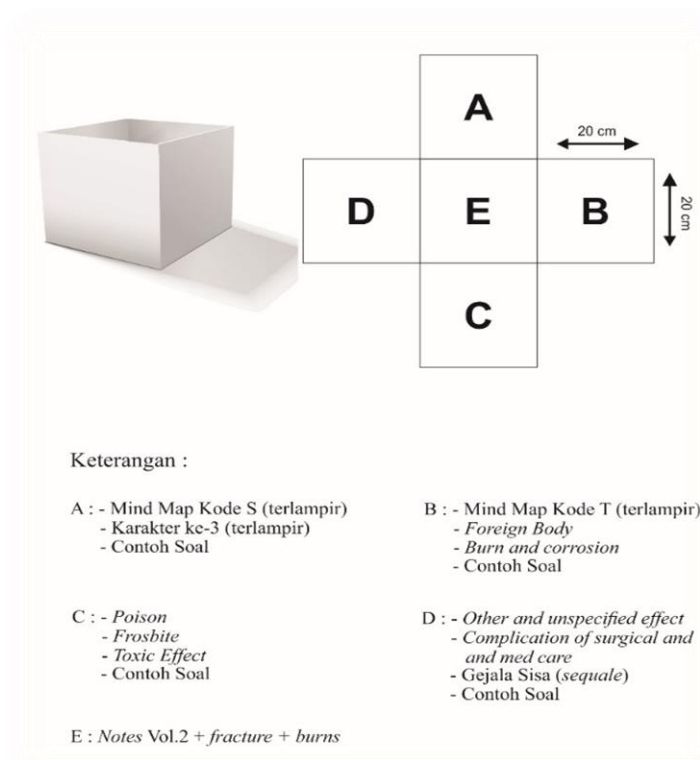 A
20 cm
D
E
B
20 cm
C
Keterangan :
A : - Mind Map Kode S (terlampir)
- Karakter ke-3 (terlampir)
- Contoh Soal
B : - Mind Map Kode T (terlampir)
- Foreign Body
- Burn and corrosion
- Contoh Soal
C : - Poison
- Frosbite
- Toxic Effect
- Contoh Soal
D : - Other and unspecified effect
- Complication of surgical and
and med care
- Gejala Sisa (sequale)
- Contoh Soal
E : Notes Vol.2 + fracture + burns